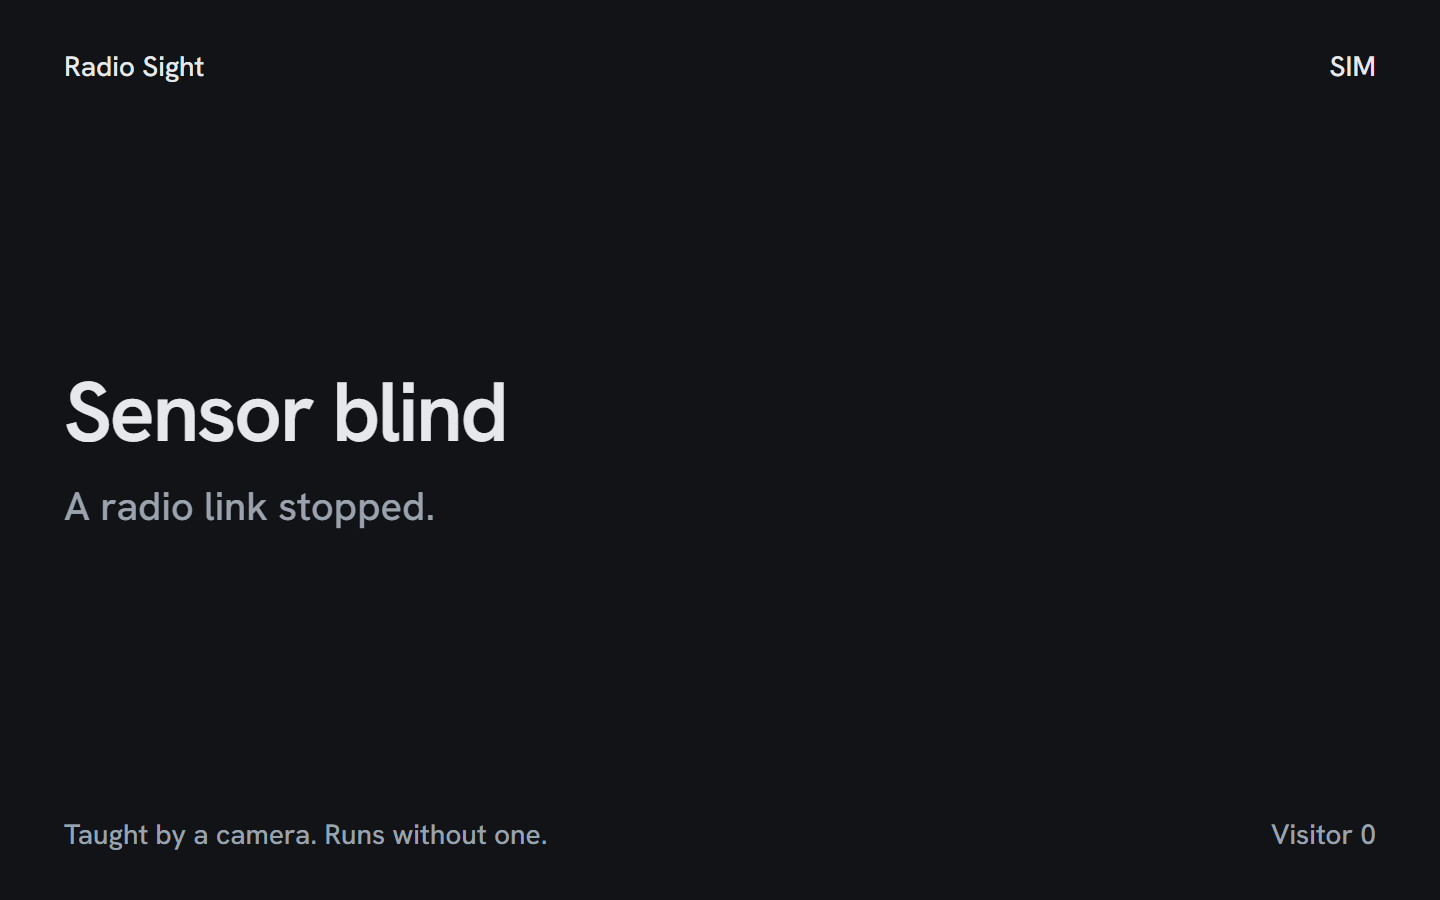 Radio Sight
SIM
Sensor blind
A radio link stopped.
Taught by a camera. Runs without one.
Visitor 0